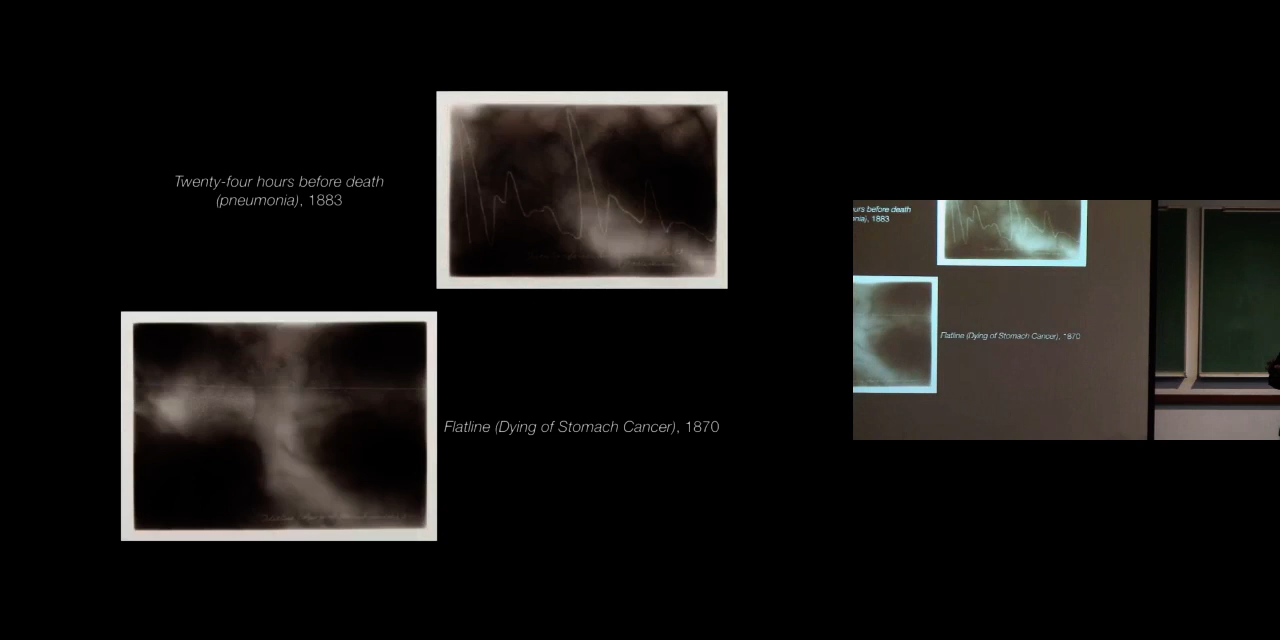 Twenty-four hours before death
(pneumonia), 1883
Flatline (Dying of Stomach Cancer), 1870
urs before death
nia), 1883
Flatline (Dying of Stomach Cancer), 1870